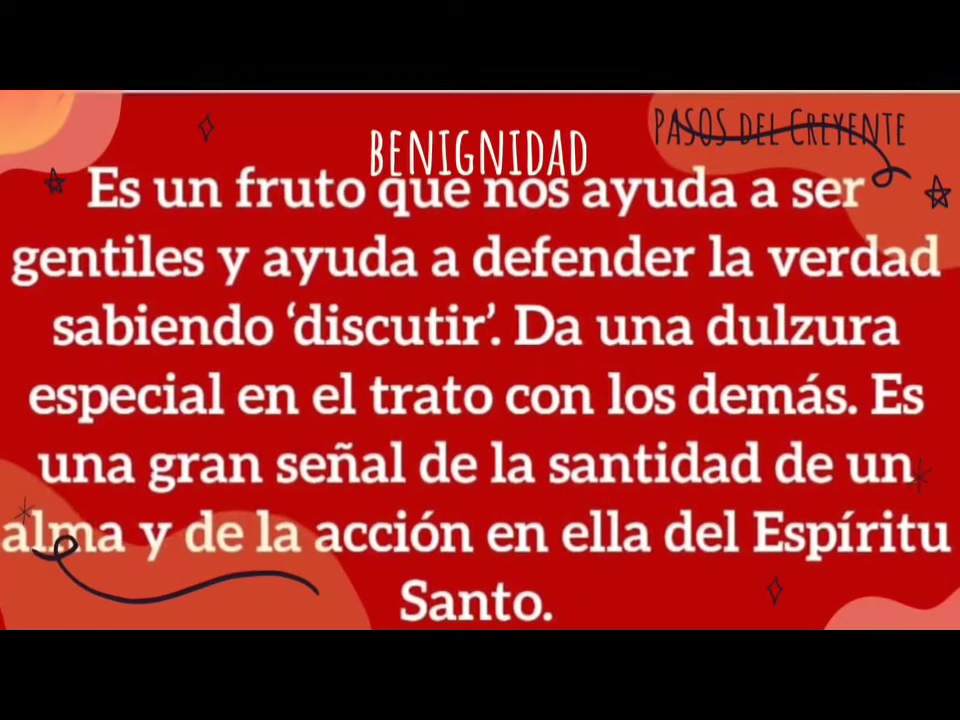 PASOS DEL CREYENTE
BENIGNIDAD
Es un fruto que nos ayuda a ser
gentiles y ayuda a defender la verdad
sabiendo ‘discutir’. Da una dulzura
especial en el trato con los demás. Es
una gran señal de la santidad de un
alma y de la acción en ella del Espíritu
Santo.